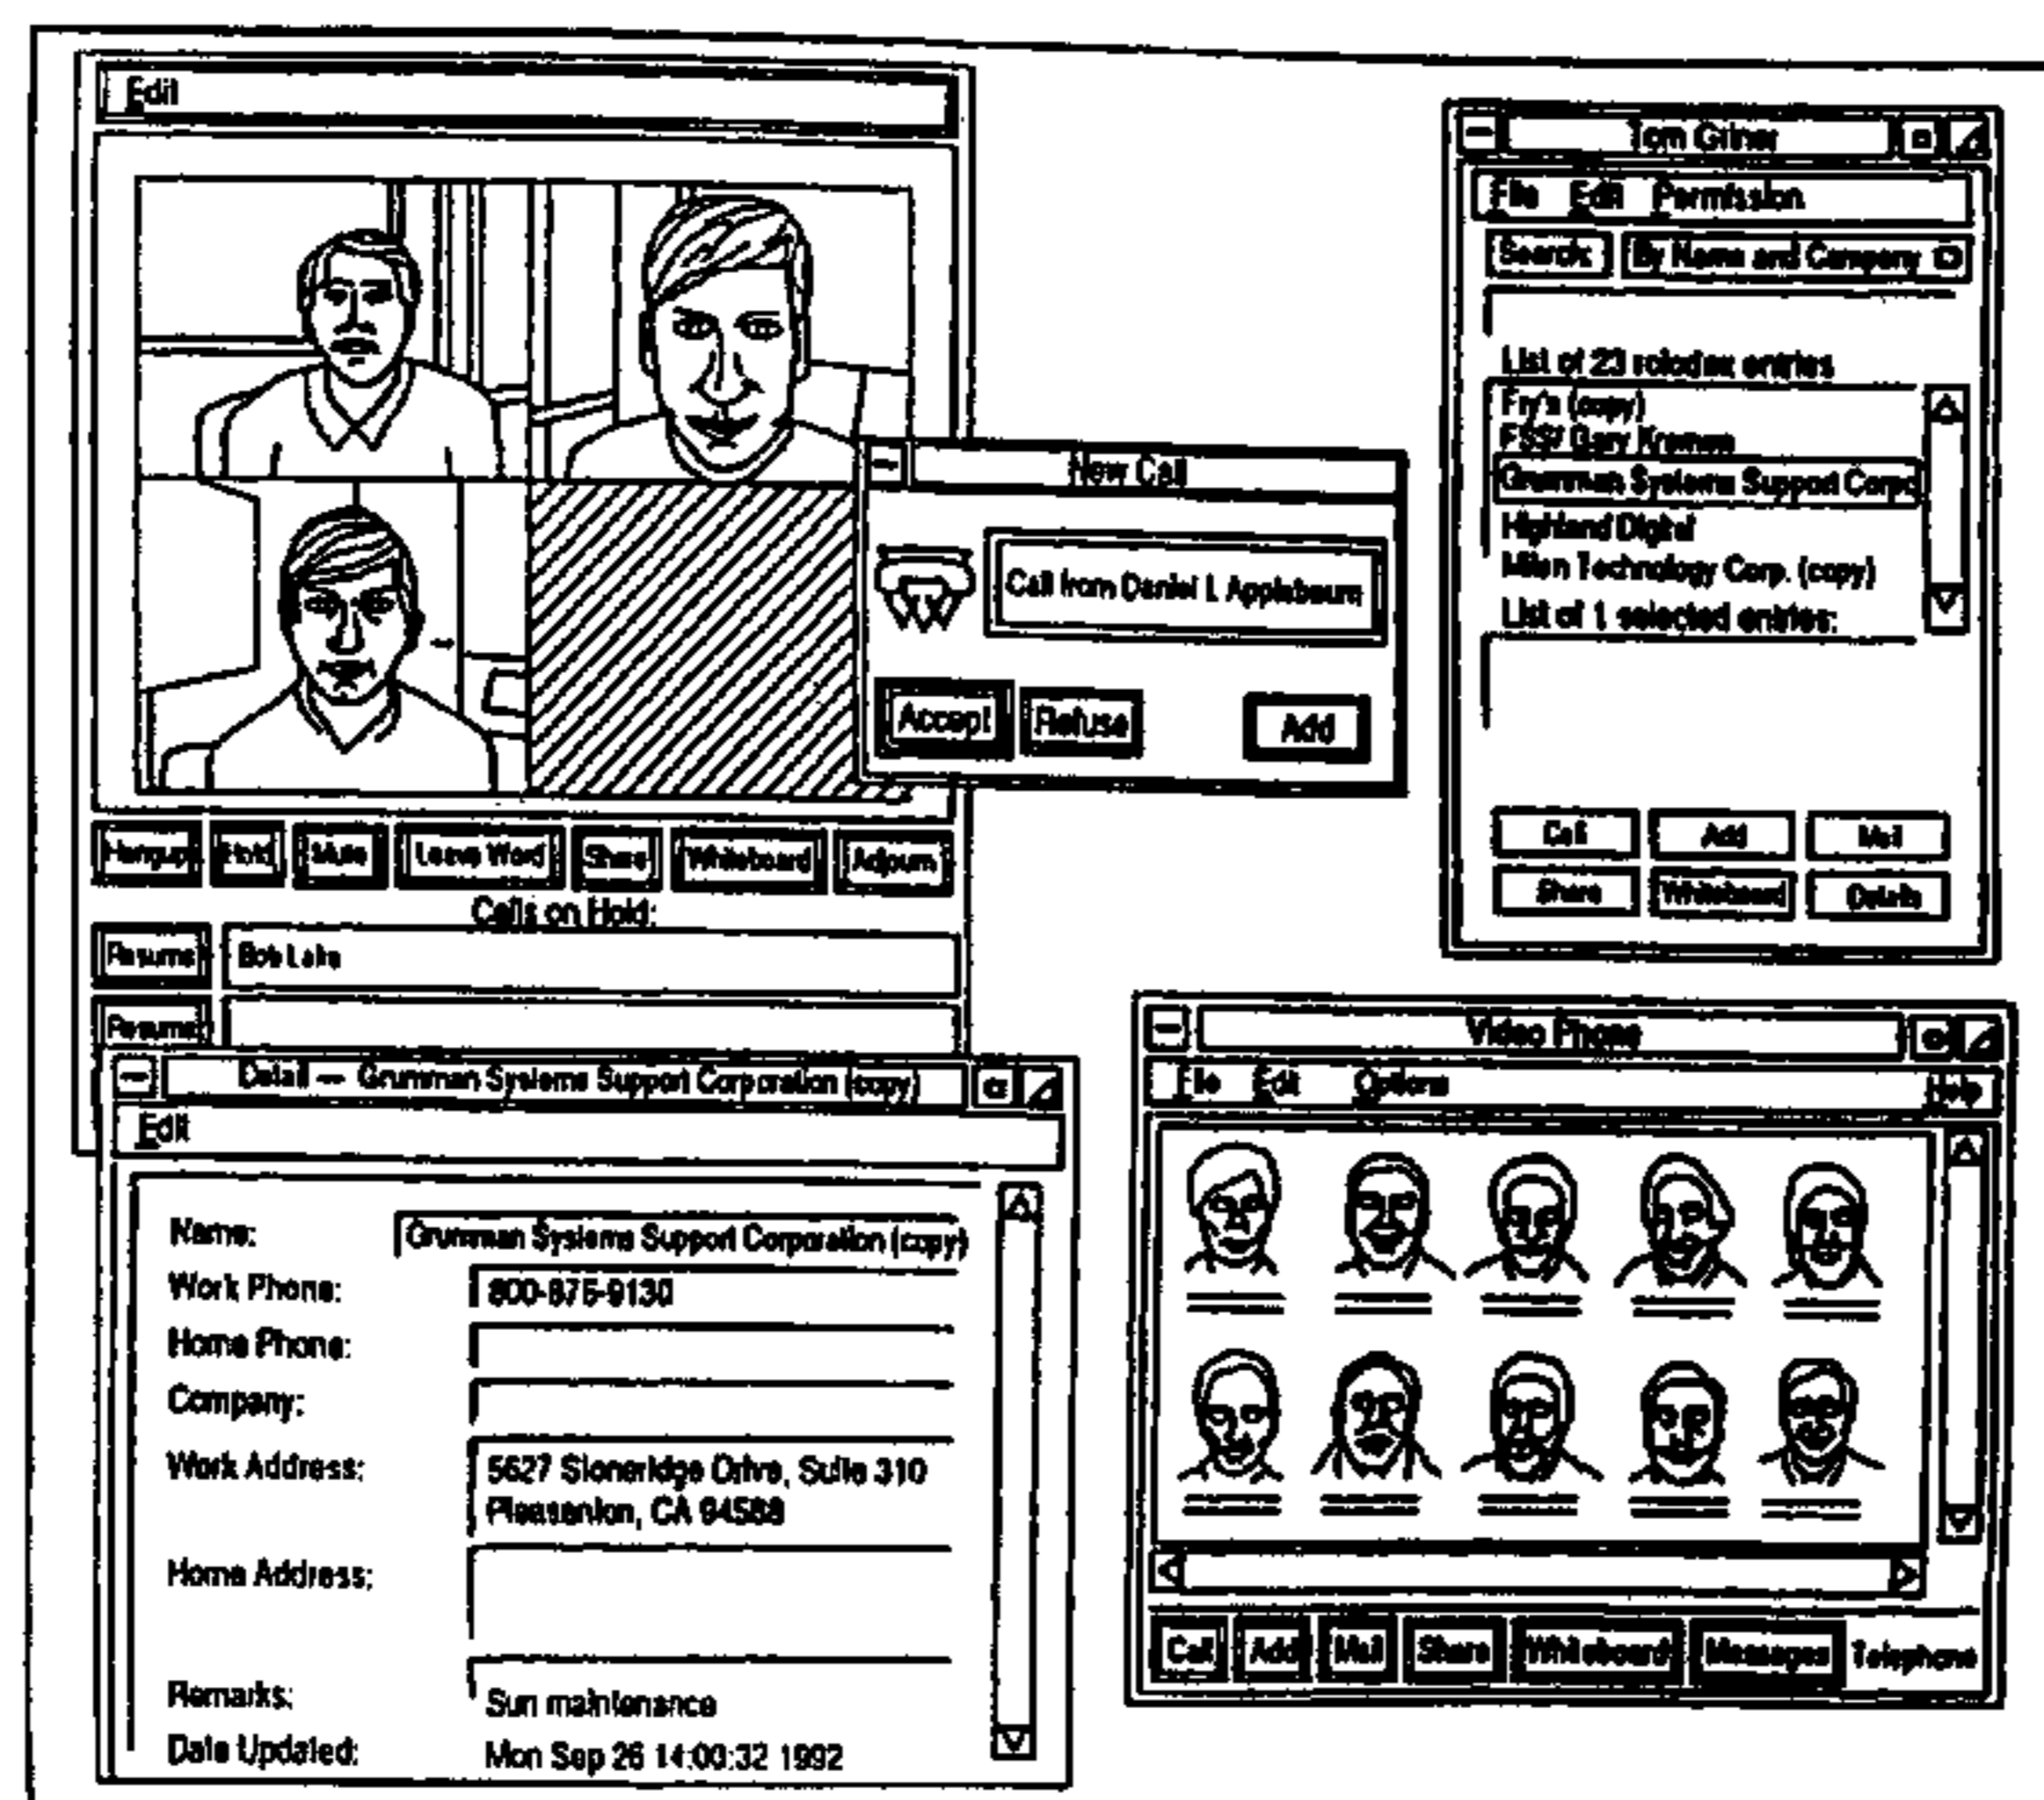 Edit
Hangup Hold Mute Leave Word Share Whiteboard Adjourn
Calls on Hold:
Resume Bob Lake
Resume
New Call
Call from Daniel I. Applebaum
Accept Refuse Add
Tom Griner
File Edit Permission
Search: By Name and Company
List of 23 rolodex entries
Fry's (copy)
FSS/ Gary
Grumman Systems Support Corpo
Highland Digital
Milan Technology Corp. (copy)
List of 1 selected entries:
Call Add Mail
Share Whiteboard Details
Detail — Grumman Systems Support Corporation (copy)
Edit
Name: Grumman Systems Support Corporation (copy)
Work Phone: 800-875-9130
Home Phone:
Company:
Work Address: 5627 Stoneridge Drive, Suite 310
Pleasanton, CA 94588
Home Address:
Remarks: Sun maintenance
Date Updated: Mon Sep 26 14:00:32 1992
Video Phone
File Edit Options Help
Call Add Mail Share Whiteboard Messages Telephone